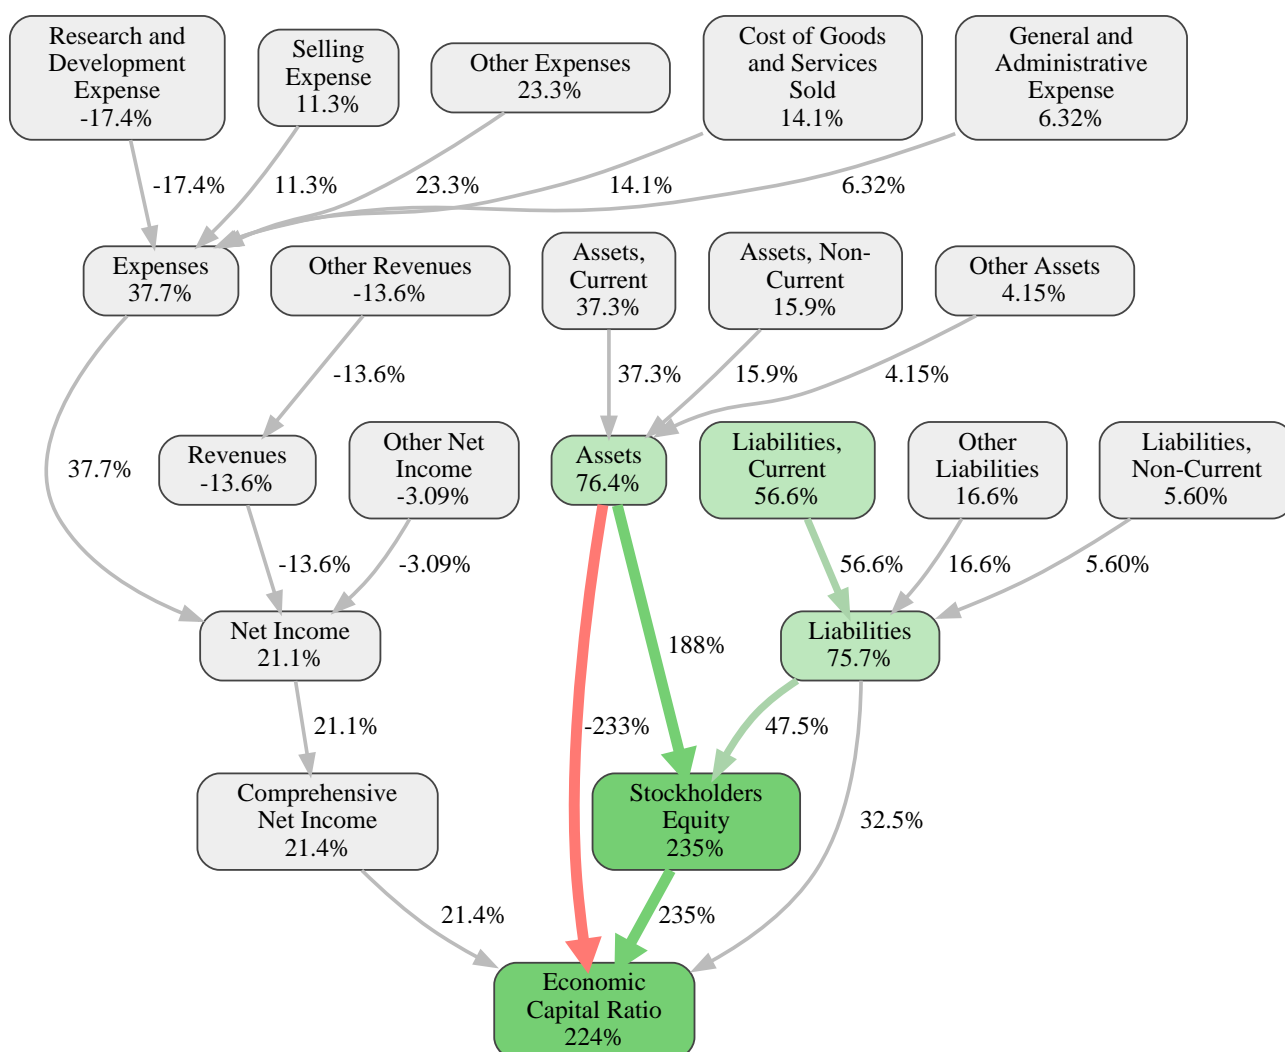 Research and
Development
Expense
-17.4%
Selling
Expense
11.3%
Other Expenses
23.3%
Cost of Goods
and Services
Sold
14.1%
General and
Administrative
Expense
6.32%
-17.4%
11.3%
23.3%
14.1%
6.32%
Expenses
37.7%
Other Revenues
-13.6%
Assets,
Current
37.3%
Assets, Non-
Current
15.9%
Other Assets
4.15%
-13.6%
37.3%
15.9%
4.15%
37.7%
Revenues
-13.6%
Other Net
Income
-3.09%
Assets
76.4%
Liabilities,
Current
56.6%
Other
Liabilities
16.6%
Liabilities,
Non-Current
5.60%
-13.6%
-3.09%
56.6%
16.6%
5.60%
Net Income
21.1%
188%
Liabilities
75.7%
21.1%
-233%
47.5%
Comprehensive
Net Income
21.4%
Stockholders
Equity
235%
32.5%
21.4%
235%
Economic
Capital Ratio
224%